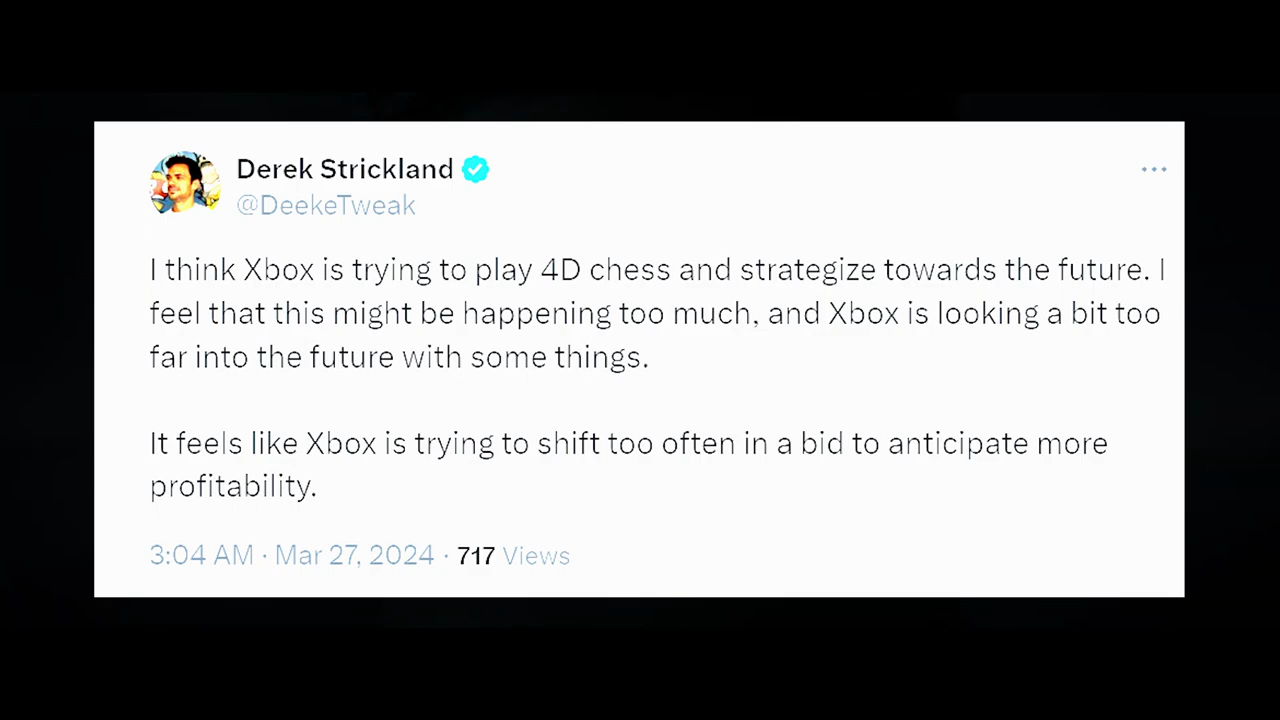 Derek Strickland
@DeekeTweak
I think Xbox is trying to play 4D chess and strategize towards the future. I
feel that this might be happening too much, and Xbox is looking a bit too
far into the future with some things.
It feels like Xbox is trying to shift too often in a bid to anticipate more
profitability.
3:04 AM · Mar 27, 2024 · 717 Views